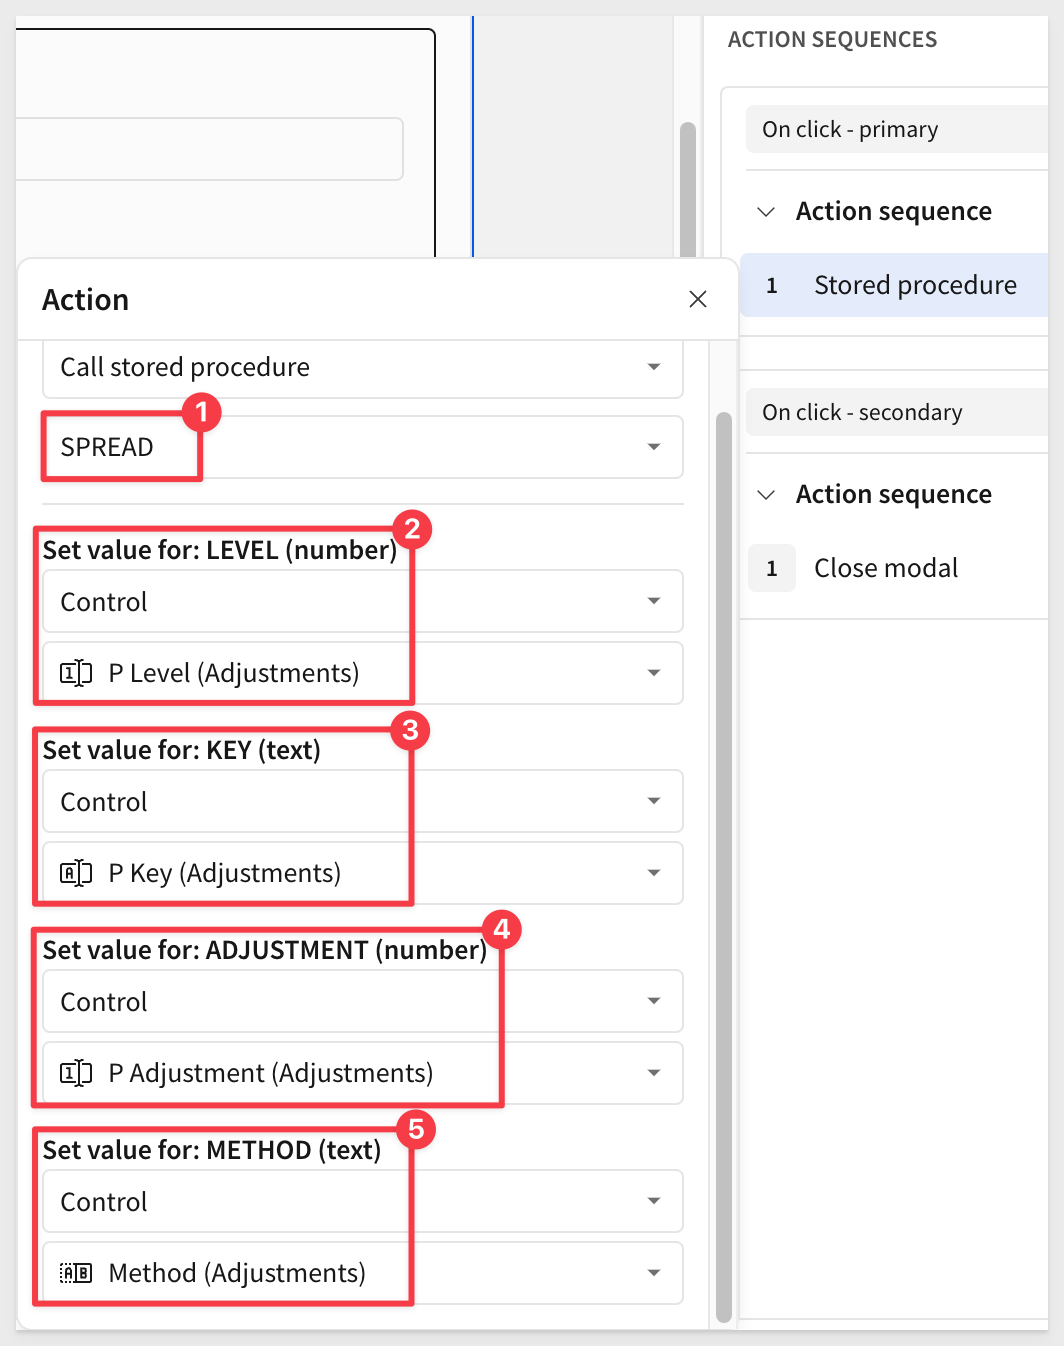 ACTION SEQUENCES
On click - primary
Action sequence
1 Stored procedure
On click - secondary
Action sequence
1 Close modal
Action
Call stored procedure
1
SPREAD
2
Set value for: LEVEL (number)
Control
P Level (Adjustments)
3
Set value for: KEY (text)
Control
P Key (Adjustments)
4
Set value for: ADJUSTMENT (number)
Control
P Adjustment (Adjustments)
5
Set value for: METHOD (text)
Control
Method (Adjustments)